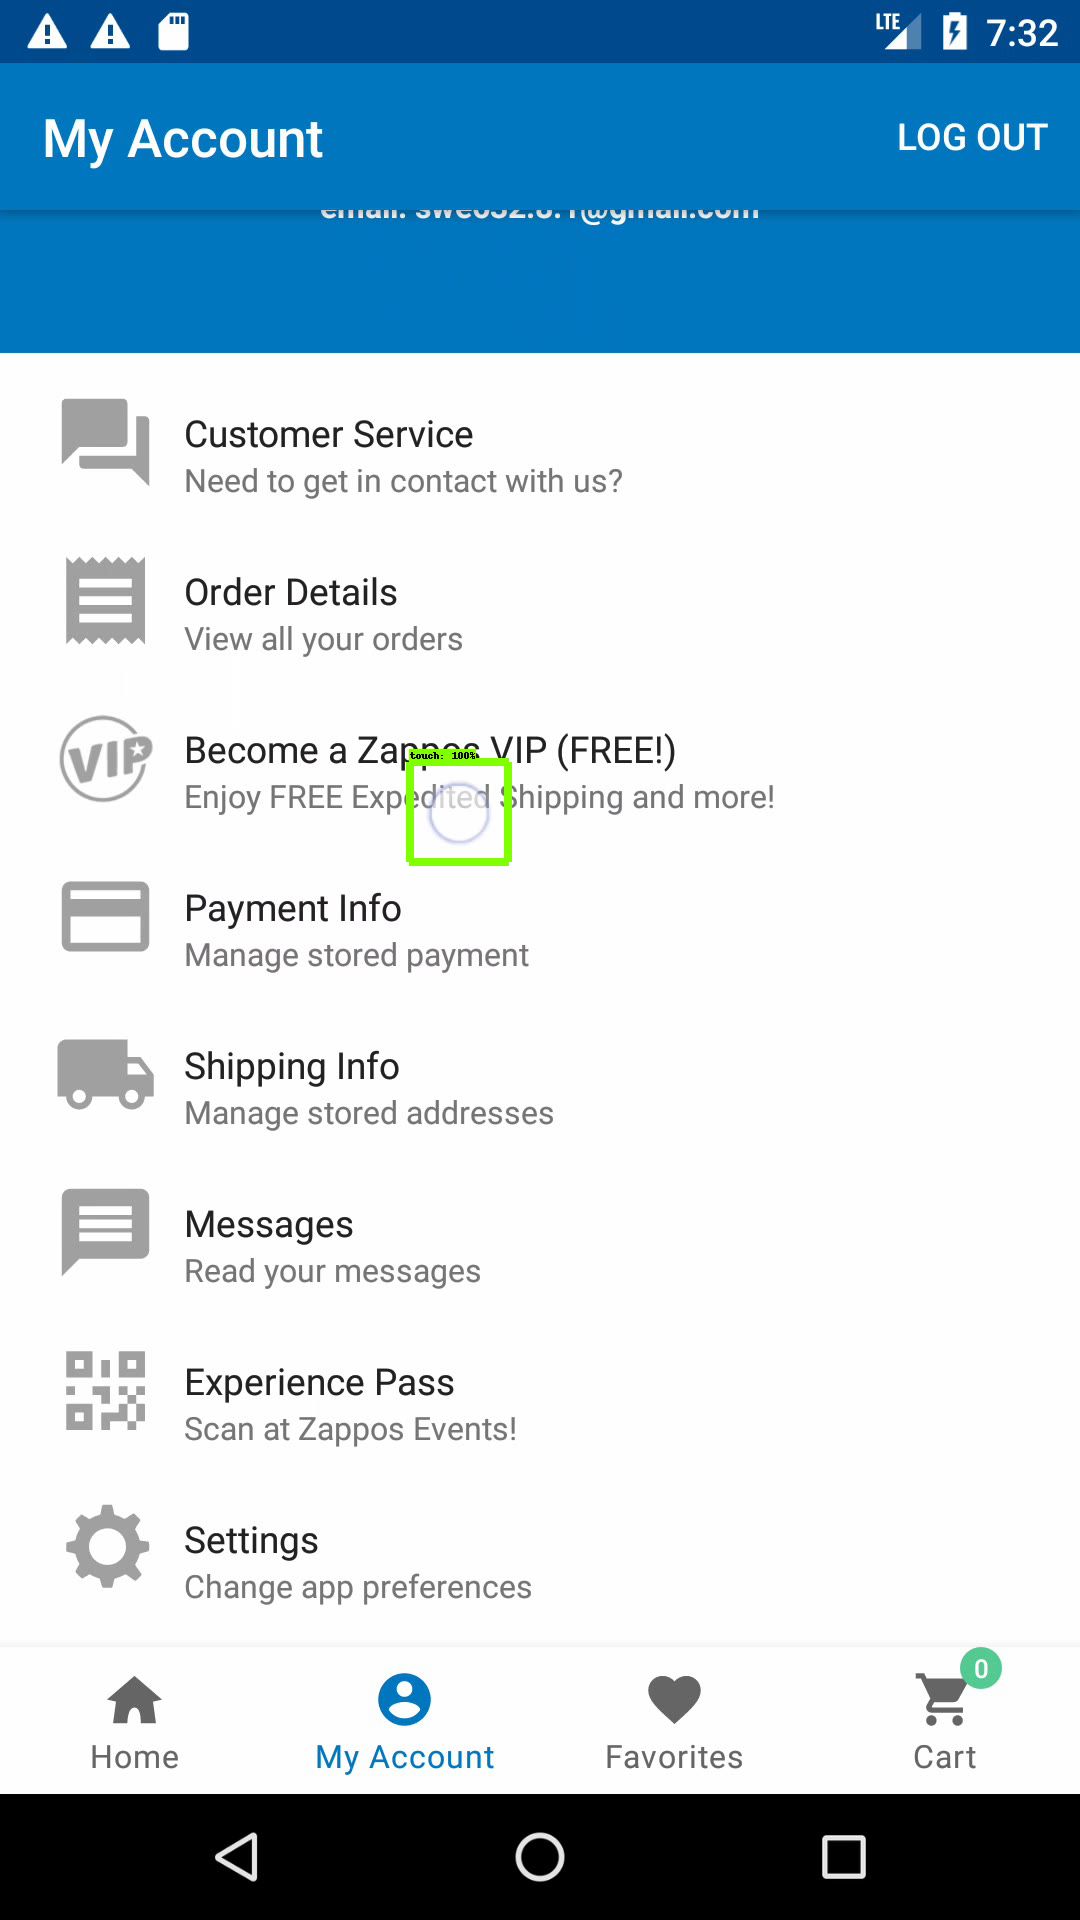 LTE 7:32
My Account LOG OUT
Customer Service
Need to get in contact with us?
Order Details
View all your orders
VIP
Become a Zappos VIP (FREE!)
touch: 100%
Enjoy FREE Expedited Shipping and more!
Payment Info
Manage stored payment
Shipping Info
Manage stored addresses
Messages
Read your messages
Experience Pass
Scan at Zappos Events!
Settings
Change app preferences
0
Home My Account Favorites Cart